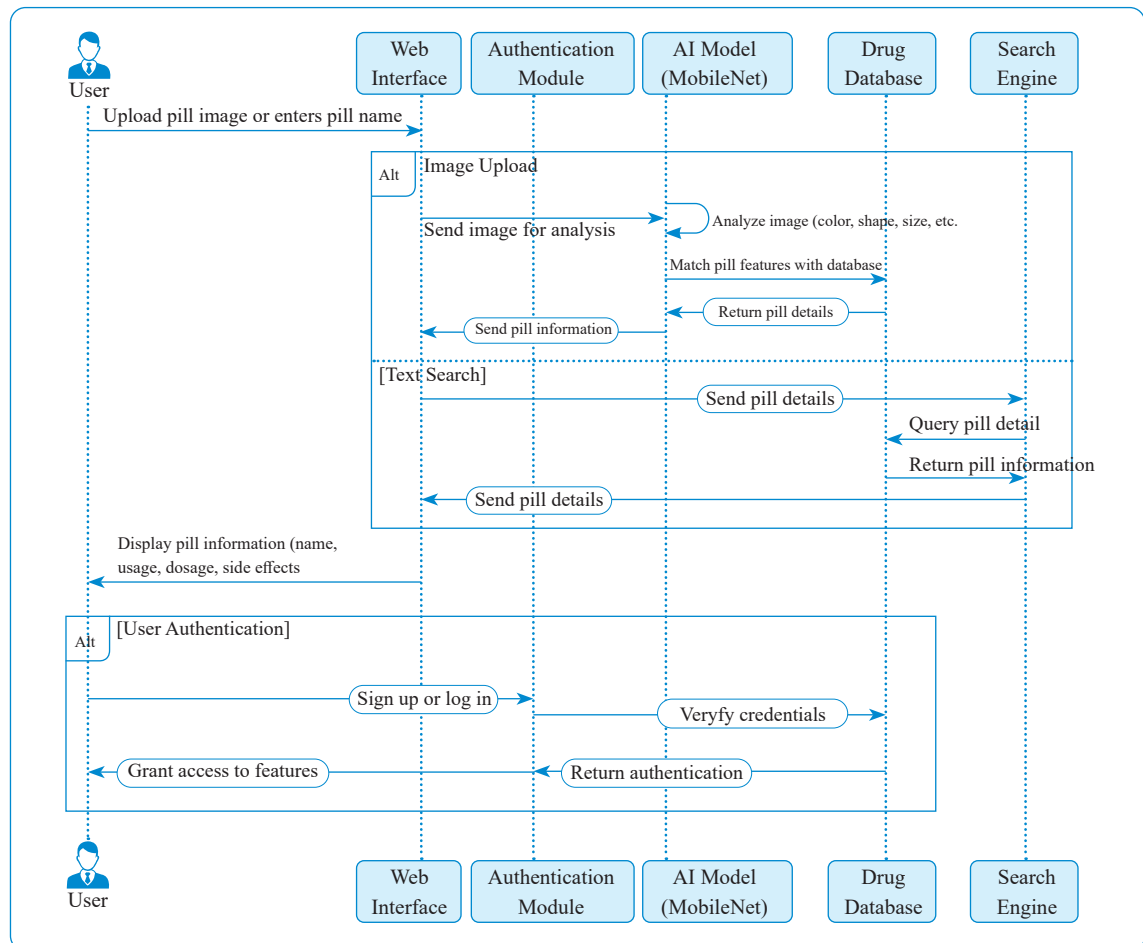 User
Web
Interface
Authentication
Module
AI Model
(MobileNet)
Drug
Database
Search
Engine
Upload pill image or enters pill name
Alt
Image Upload
Send image for analysis
Analyze image (color, shape, size, etc.
Match pill features with database
Return pill details
Send pill information
[Text Search]
Send pill details
Query pill detail
Return pill information
Send pill details
Display pill information (name,
usage, dosage, side effects
Alt
[User Authentication]
Sign up or log in
Veryfy credentials
Return authentication
Grant access to features
User
Web
Interface
Authentication
Module
AI Model
(MobileNet)
Drug
Database
Search
Engine